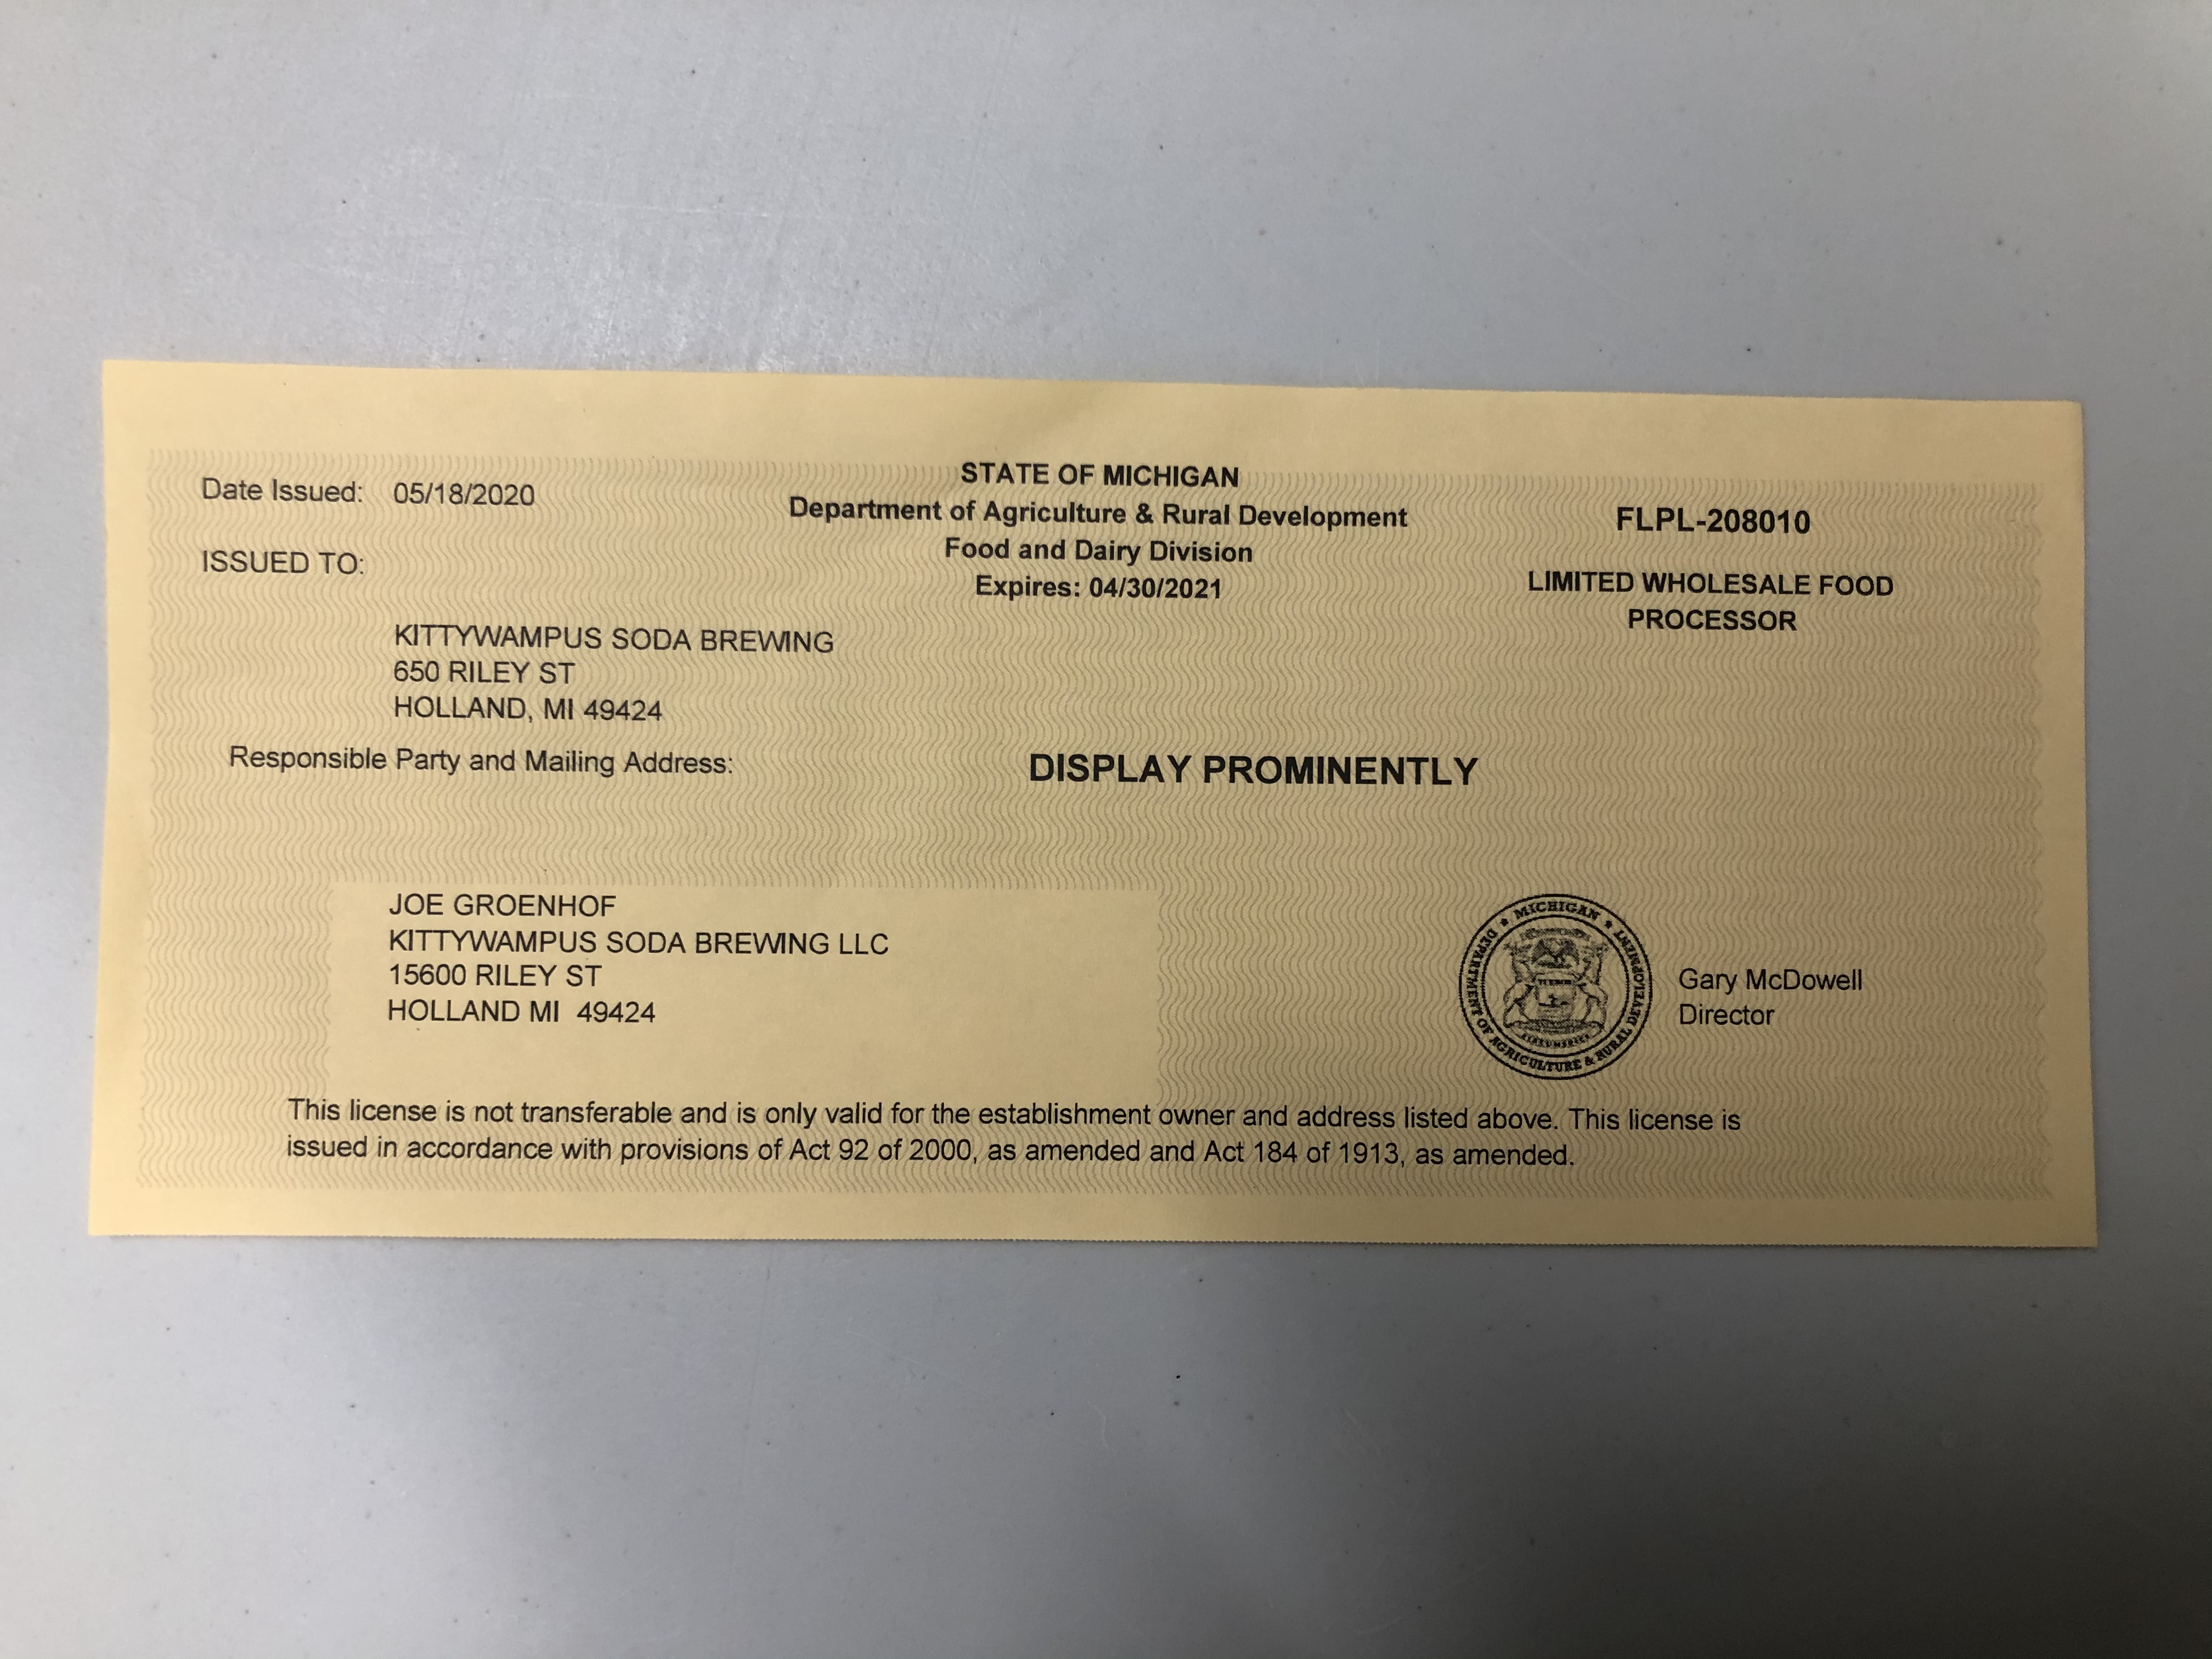 Date Issued: 05/18/2020
STATE OF MICHIGAN
Department of Agriculture & Rural Development
Food and Dairy Division
Expires: 04/30/2021
FLPL-208010
LIMITED WHOLESALE FOOD
PROCESSOR
ISSUED TO:
KITTYWAMPUS SODA BREWING
650 RILEY ST
HOLLAND, MI 49424
Responsible Party and Mailing Address:
DISPLAY PROMINENTLY
JOE GROENHOF
KITTYWAMPUS SODA BREWING LLC
15600 RILEY ST
HOLLAND MI 49424
MICHIGAN
DEPARTMENT OF AGRICULTURE & RURAL DEVELOPMENT
Gary McDowell
Director
This license is not transferable and is only valid for the establishment owner and address listed above. This license is
issued in accordance with provisions of Act 92 of 2000, as amended and Act 184 of 1913, as amended.